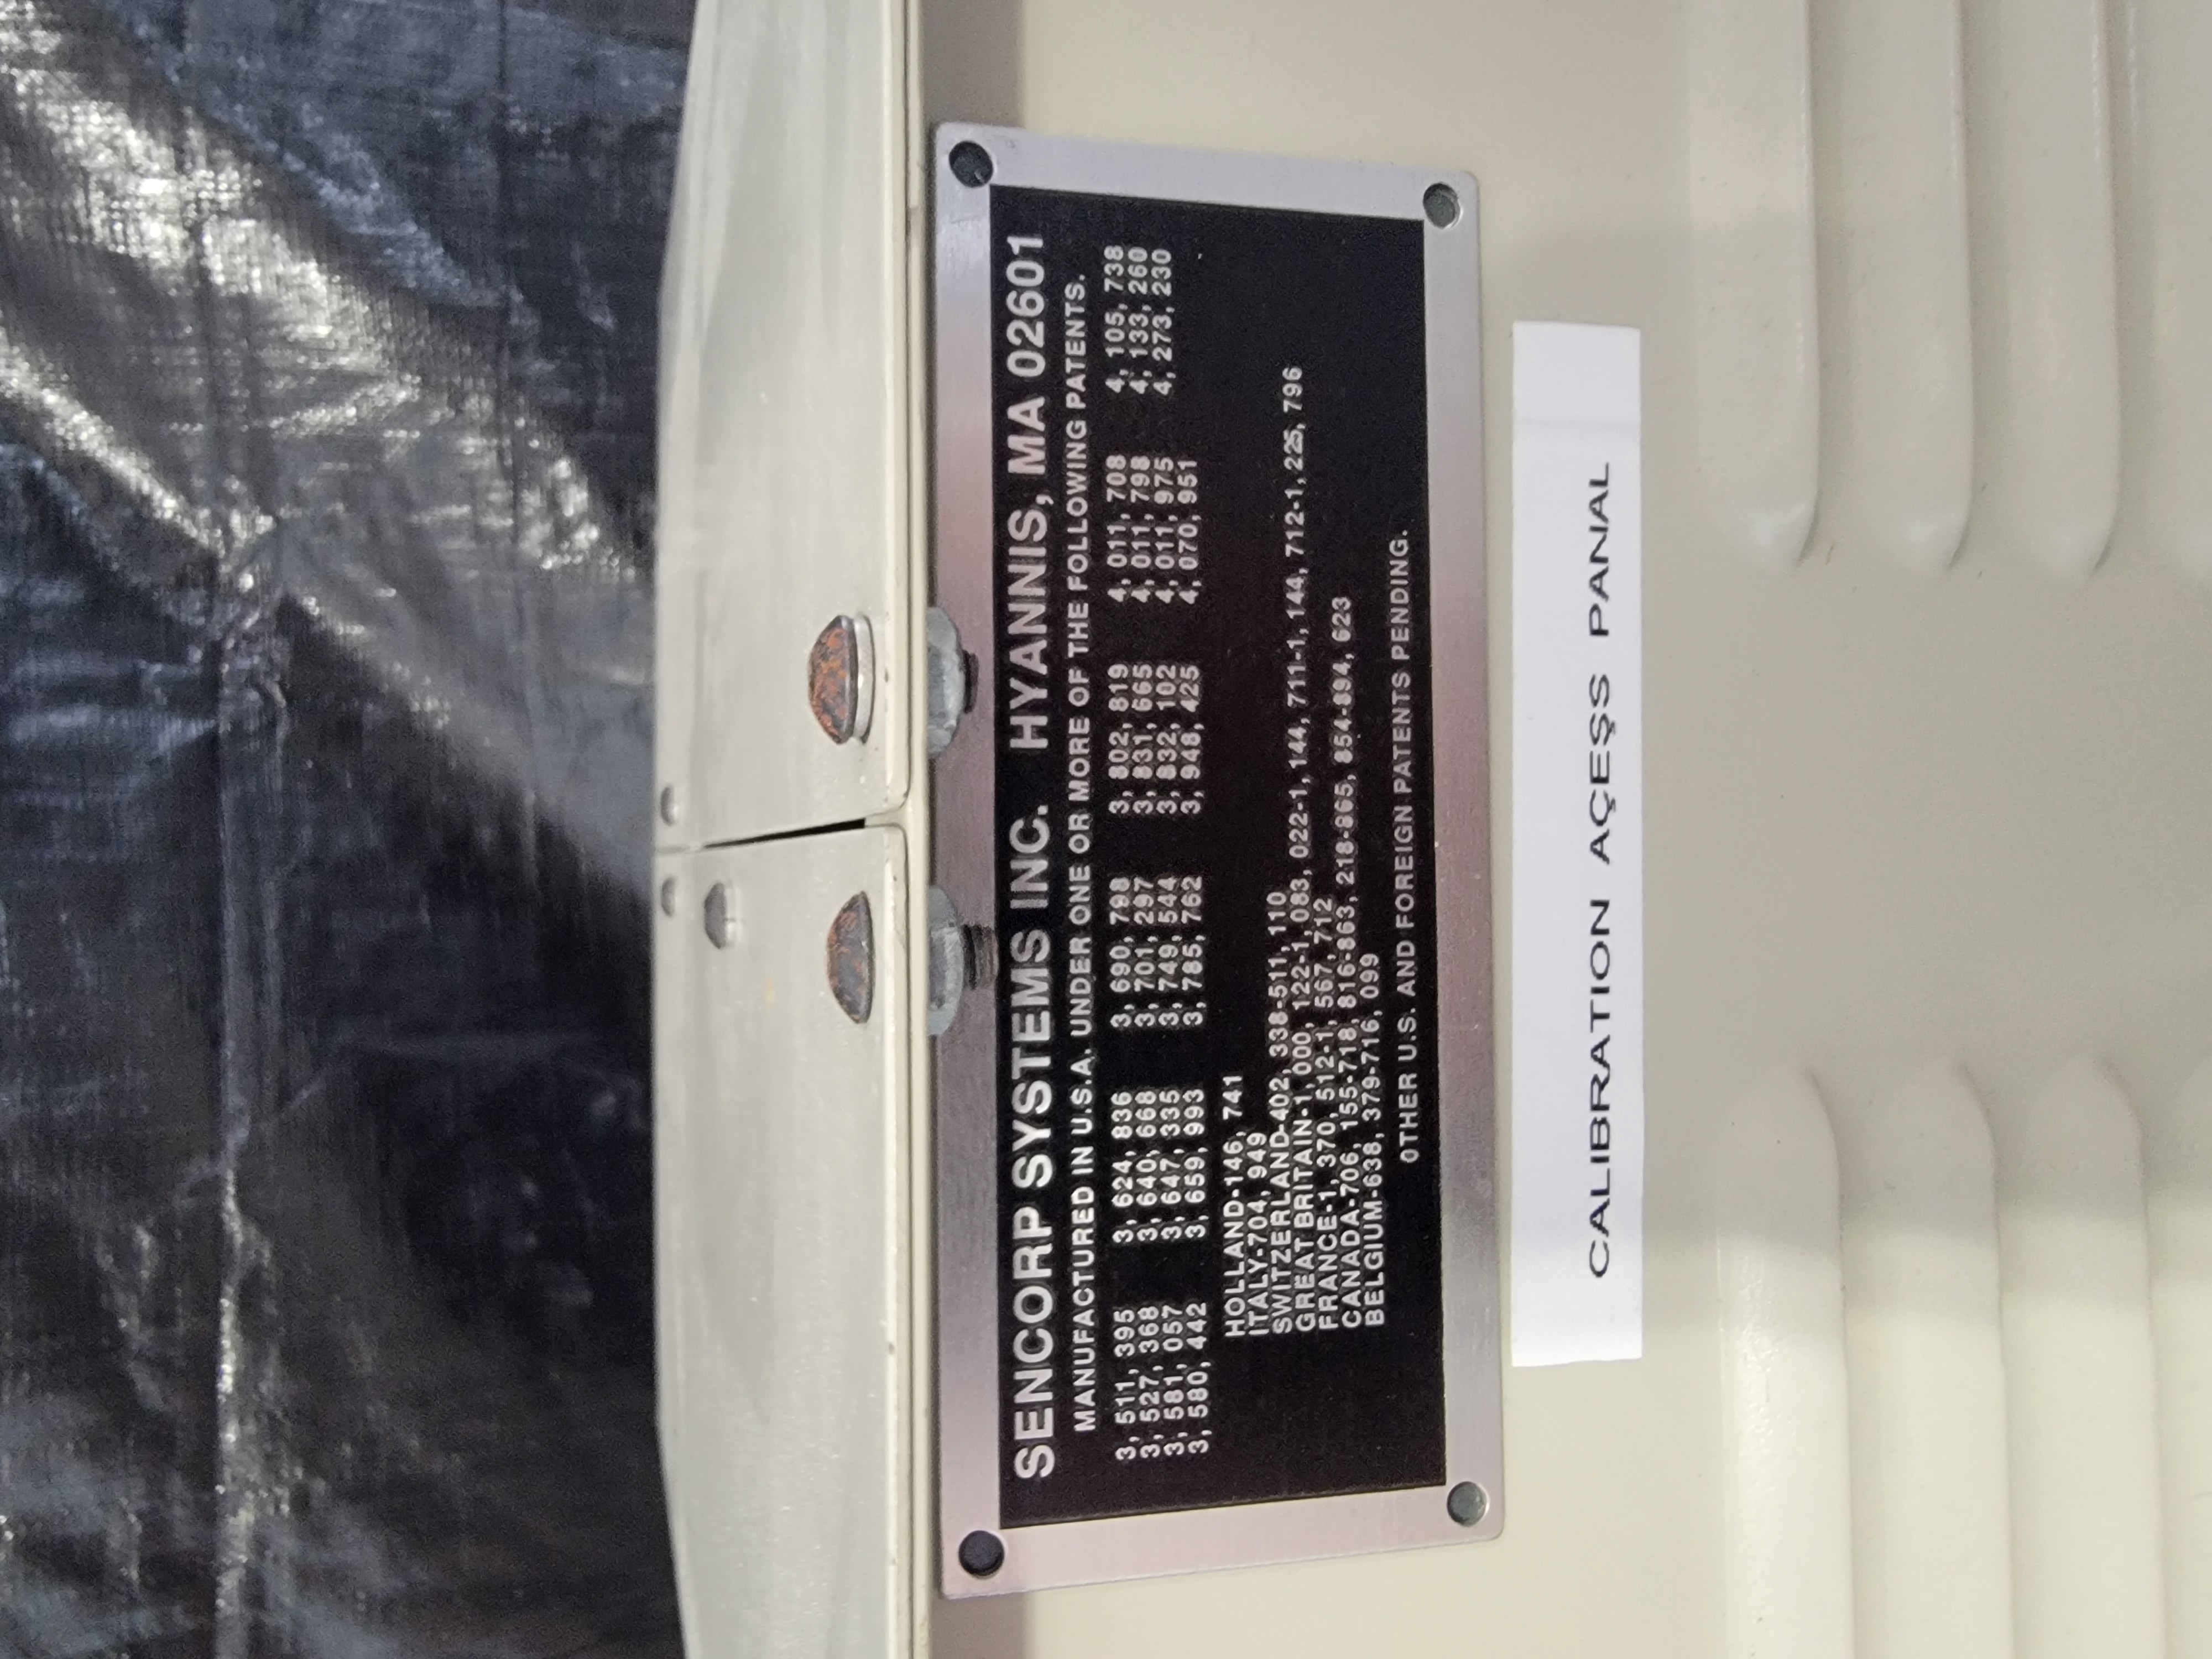 SENCORP SYSTEMS INC. HYANNIS, MA 02601
MANUFACTURED IN U.S.A. UNDER ONE OR MORE OF THE FOLLOWING PATENTS.
3, 511, 395 3, 624, 836 3, 690, 798 3, 802, 819 4, 011, 708 4, 105, 738
3, 527, 368 3, 640, 668 3, 701, 297 3, 831, 665 4, 011, 798 4, 133, 260
3, 581, 057 3, 647, 335 3, 749, 544 3, 832, 102 4, 011, 975 4, 273, 230
3, 580, 442 3, 659, 993 3, 785, 762 3, 948, 425 4, 070, 951
HOLLAND-146, 741
ITALY-704, 949
SWITZERLAND-402, 338-511, 110
GREAT BRITAIN-1, 000, 122-1, 083, 022-1, 144, 711-1, 144, 712-1, 225, 796
FRANCE-1, 370, 512-1, 567, 712
CANADA-706, 155-718, 816-863, 218-865, 854-894, 623
BELGIUM-638, 379-716, 099
OTHER U.S. AND FOREIGN PATENTS PENDING.
CALIBRATION AÇEŞS PANAL